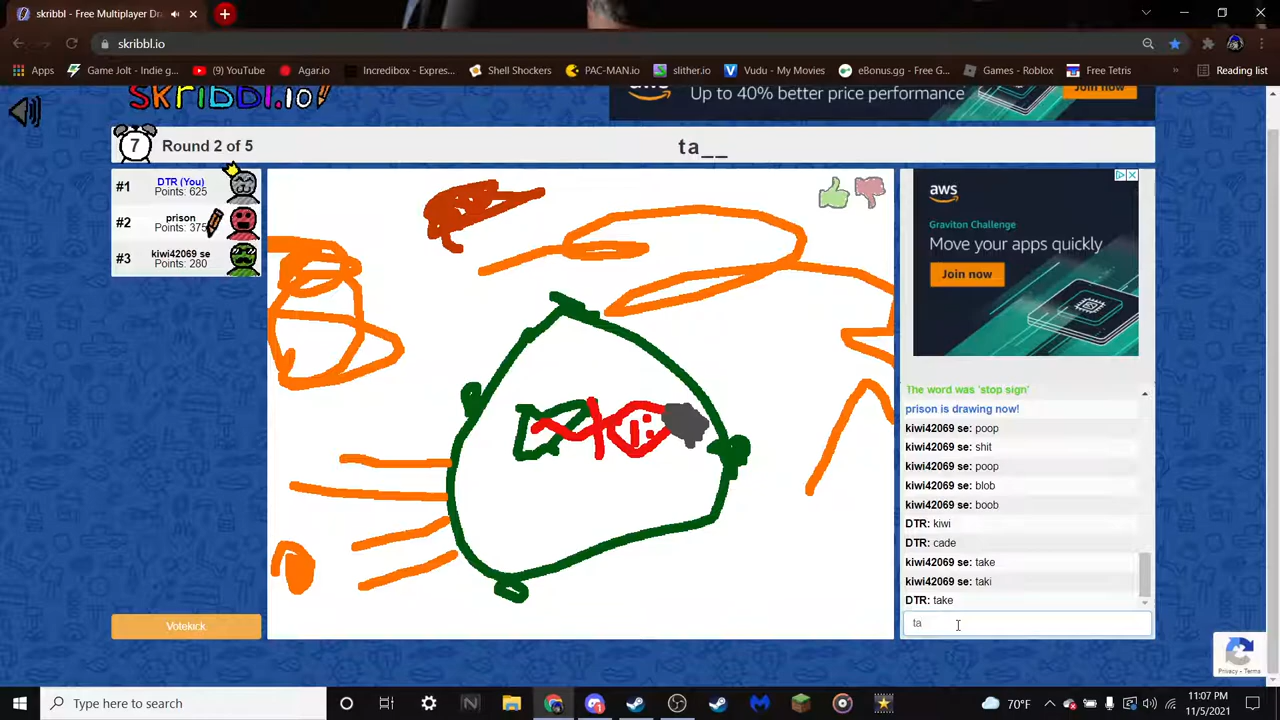 skribbl - Free Multiplayer Dra
skribbl.io
Apps
Game Jolt - Indie g...
(9) YouTube
Agar.io
Incredibox - Expres...
Shell Shockers
PAC-MAN.io
slither.io
Vudu - My Movies
eBonus.gg - Free G...
Games - Roblox
Free Tetris
»
Reading list
skribbl.io
aws
Up to 40% better price performance
Join now
7
Round 2 of 5
ta__
#1
DTR (You)
Points: 625
#2
prison
Points: 375
#3
kiwi42069 se
Points: 280
aws
Graviton Challenge
Move your apps quickly
Join now
The word was 'stop sign'
prison is drawing now!
kiwi42069 se: poop
kiwi42069 se: shit
kiwi42069 se: poop
kiwi42069 se: blob
kiwi42069 se: boob
DTR: kiwi
DTR: cade
kiwi42069 se: take
kiwi42069 se: taki
DTR: take
ta
Votekick
Privacy - Terms
Type here to search
70°F
11:07 PM
11/5/2021